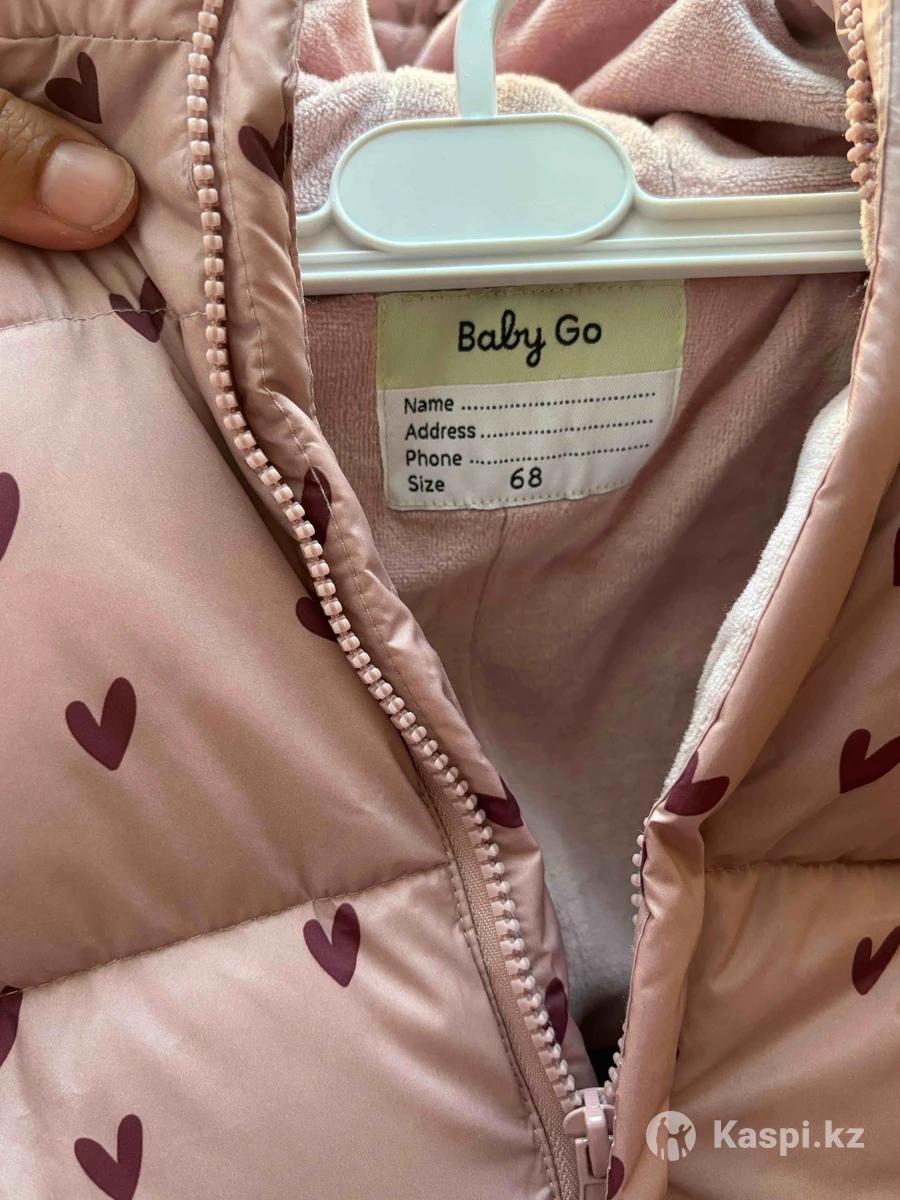 Baby Go
Name ........................................
Address ...................................
Phone .....................................
Size 68
Kaspi.kz